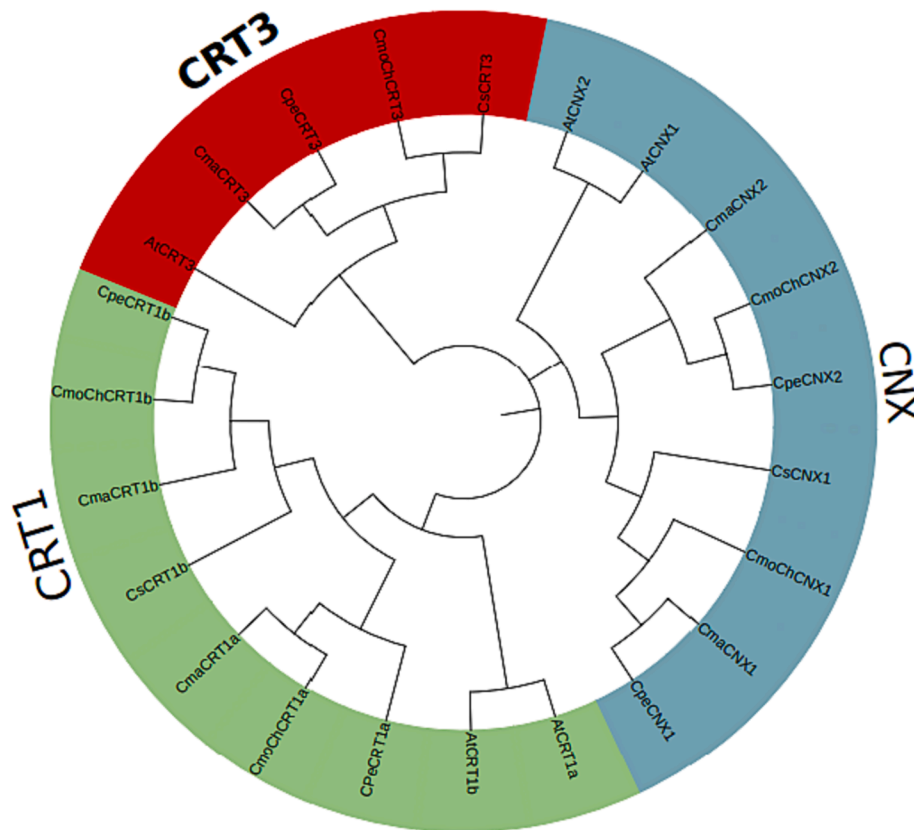 CRT3
CmoChCRT3
CsCRT3
CpeCRT3
CmaCRT3
AtCRT3
AtCNX2
AtCNX1
CmaCNX2
CmoChCNX2
CpeCNX2
CNX
CsCNX1
CmoChCNX1
CmaCNX1
CpeCNX1
CpeCRT1b
CmoChCRT1b
CmaCRT1b
CRT1
CsCRT1b
CmaCRT1a
CmoChCRT1a
CPeCRT1a
AtCRT1b
AtCRT1a